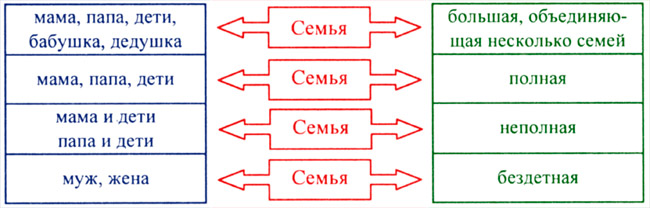 мама, папа, дети,
бабушка, дедушка
Семья
большая, объединяю-
щая несколько семей
мама, папа, дети
Семья
полная
мама и дети
папа и дети
Семья
неполная
муж, жена
Семья
бездетная